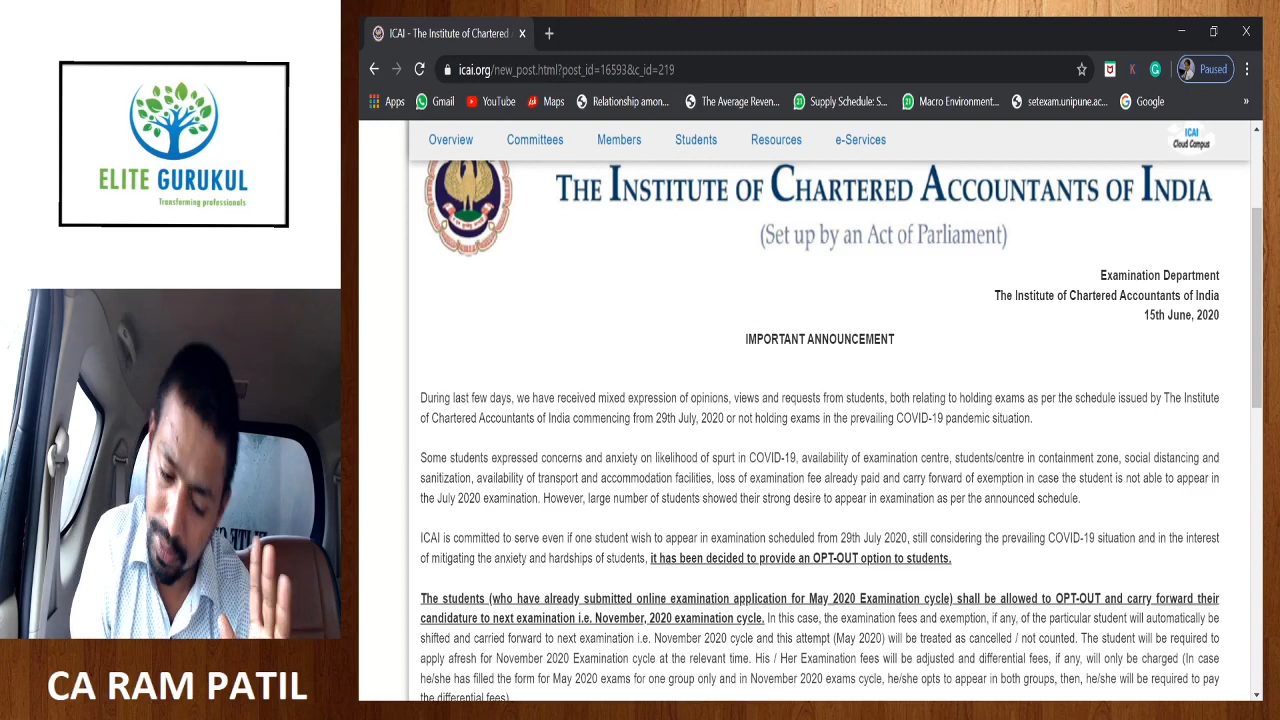 ELITE GURUKUL
Transforming professionals
CA RAM PATIL
ICAI - The Institute of Chartered
icai.org/new_post.html?post_id=16593&c_id=219
Paused
Apps
Gmail
YouTube
Maps
Relationship amon...
The Average Reven...
Supply Schedule: S...
Macro Environment...
setexam.unipune.ac...
Google
»
Overview
Committees
Members
Students
Resources
e-Services
ICAI
Cloud Campus
THE INSTITUTE OF CHARTERED ACCOUNTANTS OF INDIA
(Set up by an Act of Parliament)
Examination Department
The Institute of Chartered Accountants of India
15th June, 2020
IMPORTANT ANNOUNCEMENT
During last few days, we have received mixed expression of opinions, views and requests from students, both relating to holding exams as per the schedule issued by The Institute
of Chartered Accountants of India commencing from 29th July, 2020 or not holding exams in the prevailing COVID-19 pandemic situation.
Some students expressed concerns and anxiety on likelihood of spurt in COVID-19, availability of examination centre, students/centre in containment zone, social distancing and
sanitization, availability of transport and accommodation facilities, loss of examination fee already paid and carry forward of exemption in case the student is not able to appear in
the July 2020 examination. However, large number of students showed their strong desire to appear in examination as per the announced schedule.
ICAI is committed to serve even if one student wish to appear in examination scheduled from 29th July 2020, still considering the prevailing COVID-19 situation and in the interest
of mitigating the anxiety and hardships of students, it has been decided to provide an OPT-OUT option to students.
The students (who have already submitted online examination application for May 2020 Examination cycle) shall be allowed to OPT-OUT and carry forward their
candidature to next examination i.e. November, 2020 examination cycle. In this case, the examination fees and exemption, if any, of the particular student will automatically be
shifted and carried forward to next examination i.e. November 2020 cycle and this attempt (May 2020) will be treated as cancelled / not counted. The student will be required to
apply afresh for November 2020 Examination cycle at the relevant time. His / Her Examination fees will be adjusted and differential fees, if any, will only be charged (In case
he/she has filled the form for May 2020 exams for one group only and in November 2020 exams cycle, he/she opts to appear in both groups, then, he/she will be required to pay
the differential fees)